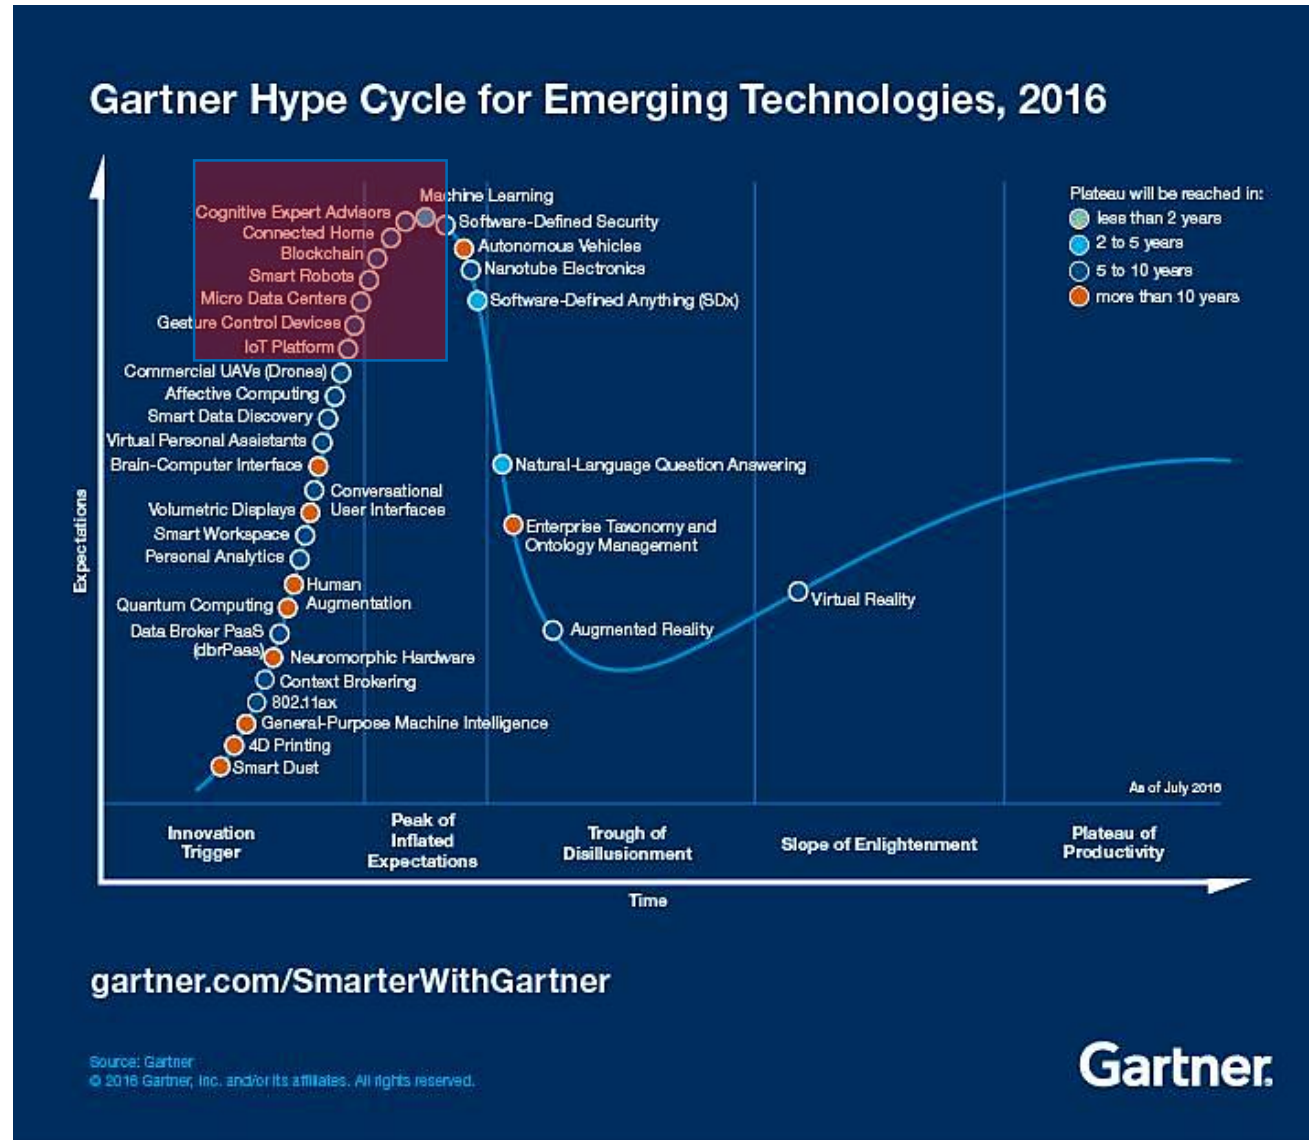 Gartner Hype Cycle for Emerging Technologies, 2016
Plateau will be reached in:
less than 2 years
2 to 5 years
5 to 10 years
more than 10 years
Machine Learning
Cognitive Expert Advisors
Software-Defined Security
Connected Home
Autonomous Vehicles
Blockchain
Nanotube Electronics
Smart Robots
Micro Data Centers
Software-Defined Anything (SDx)
Gesture Control Devices
IoT Platform
Commercial UAVs (Drones)
Affective Computing
Smart Data Discovery
Virtual Personal Assistants
Brain-Computer Interface
Natural-Language Question Answering
Conversational
User Interfaces
Volumetric Displays
Enterprise Taxonomy and
Ontology Management
Smart Workspace
Personal Analytics
Human
Augmentation
Quantum Computing
Virtual Reality
Data Broker PaaS
(dbrPaas)
Augmented Reality
Neuromorphic Hardware
Context Brokering
802.11ax
General-Purpose Machine Intelligence
4D Printing
Smart Dust
Expectations
As of July 2016
Innovation
Trigger
Peak of
Inflated
Expectations
Trough of
Disillusionment
Slope of Enlightenment
Plateau of
Productivity
Time
gartner.com/SmarterWithGartner
Source: Gartner
© 2016 Gartner, Inc. and/or its affiliates. All rights reserved.
Gartner.